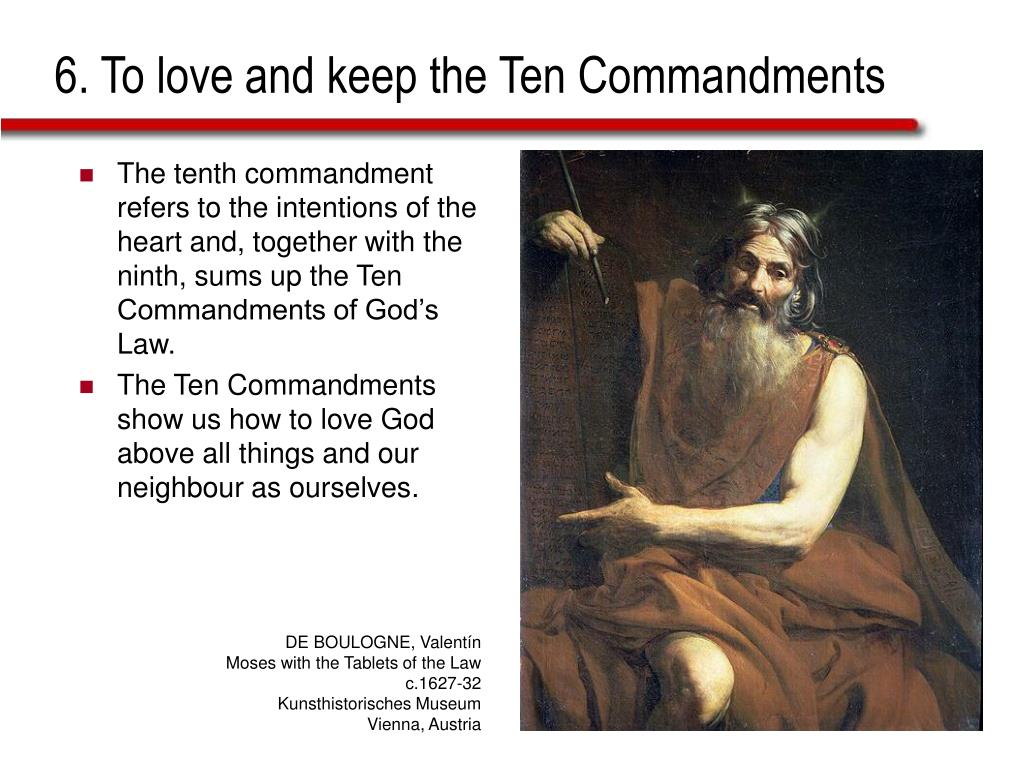 6. To love and keep the Ten Commandments
The tenth commandment
refers to the intentions of the
heart and, together with the
ninth, sums up the Ten
Commandments of God’s
Law.
The Ten Commandments
show us how to love God
above all things and our
neighbour as ourselves.
DE BOULOGNE, Valentín
Moses with the Tablets of the Law
c.1627-32
Kunsthistorisches Museum
Vienna, Austria